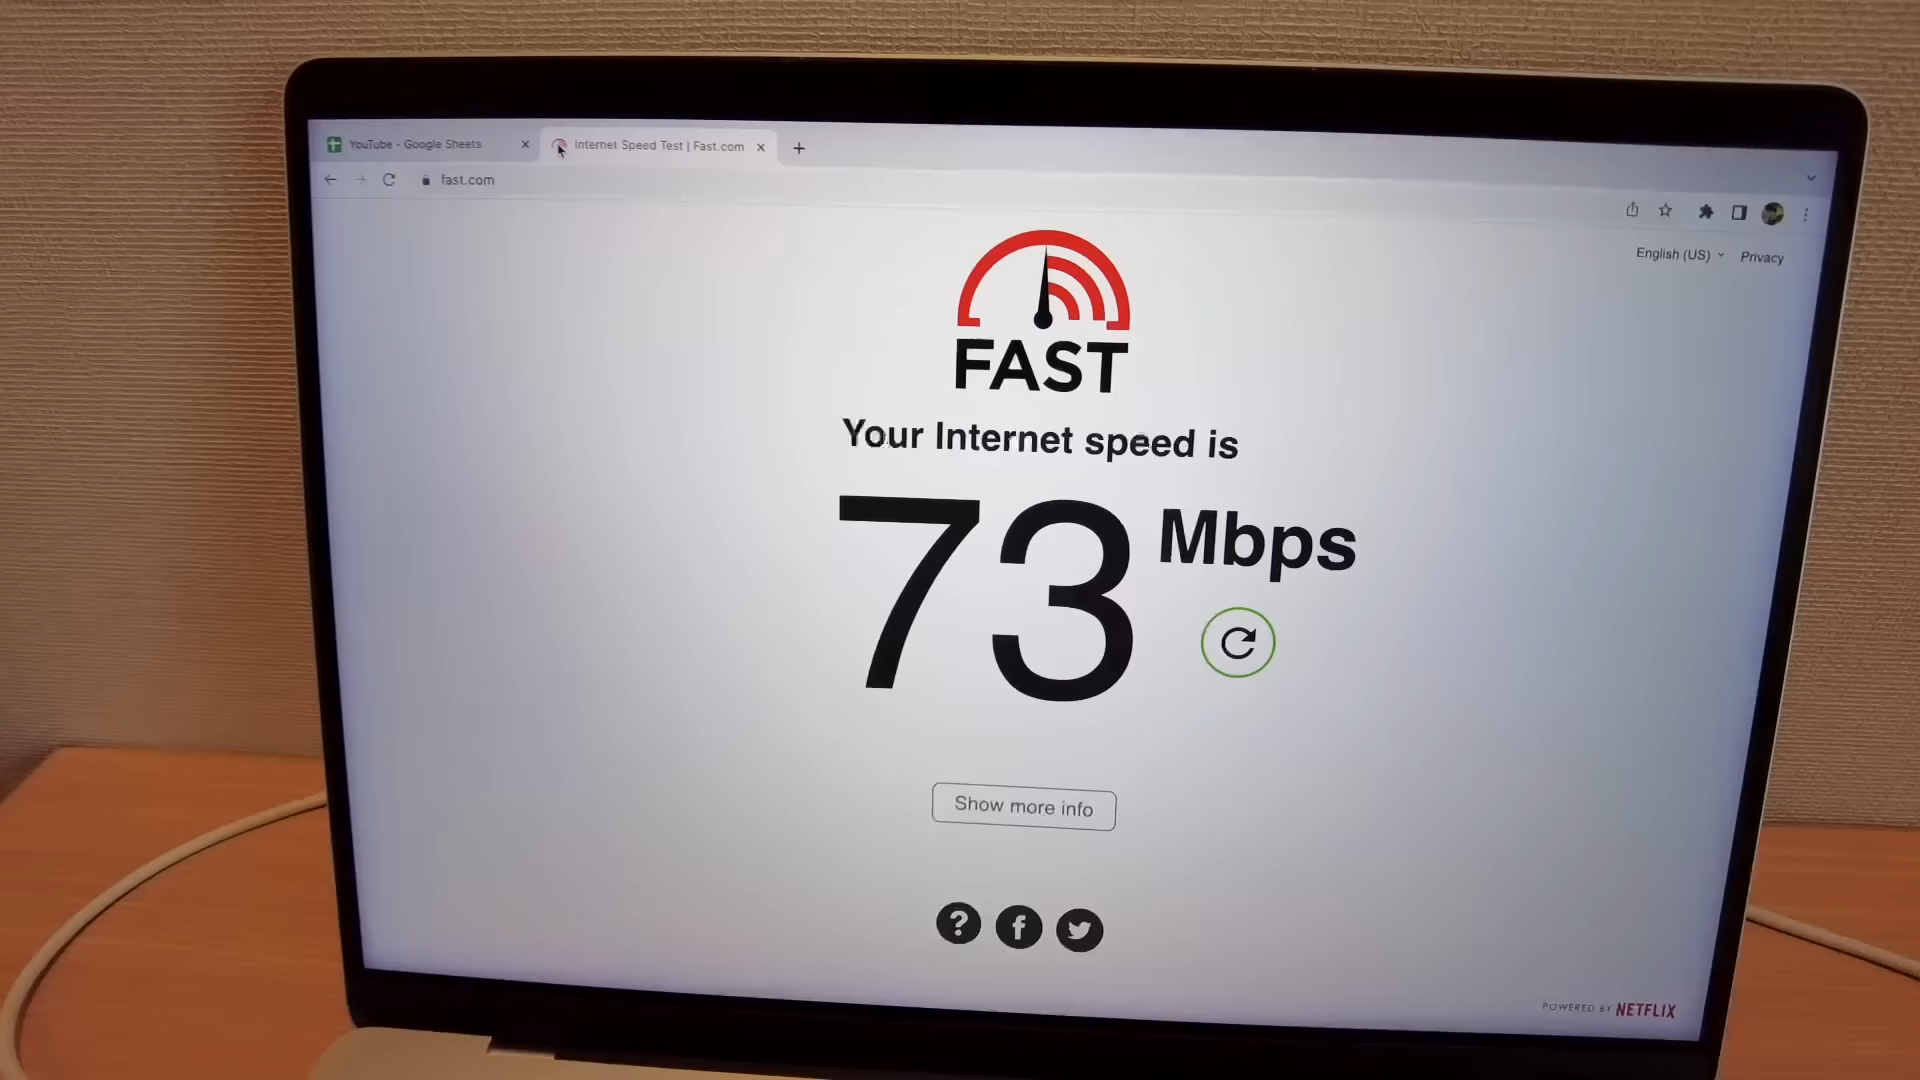 YouTube - Google Sheets
Internet Speed Test | Fast.com
fast.com
English (US)
Privacy
FAST
Your Internet speed is
73 Mbps
Show more info
POWERED BY NETFLIX